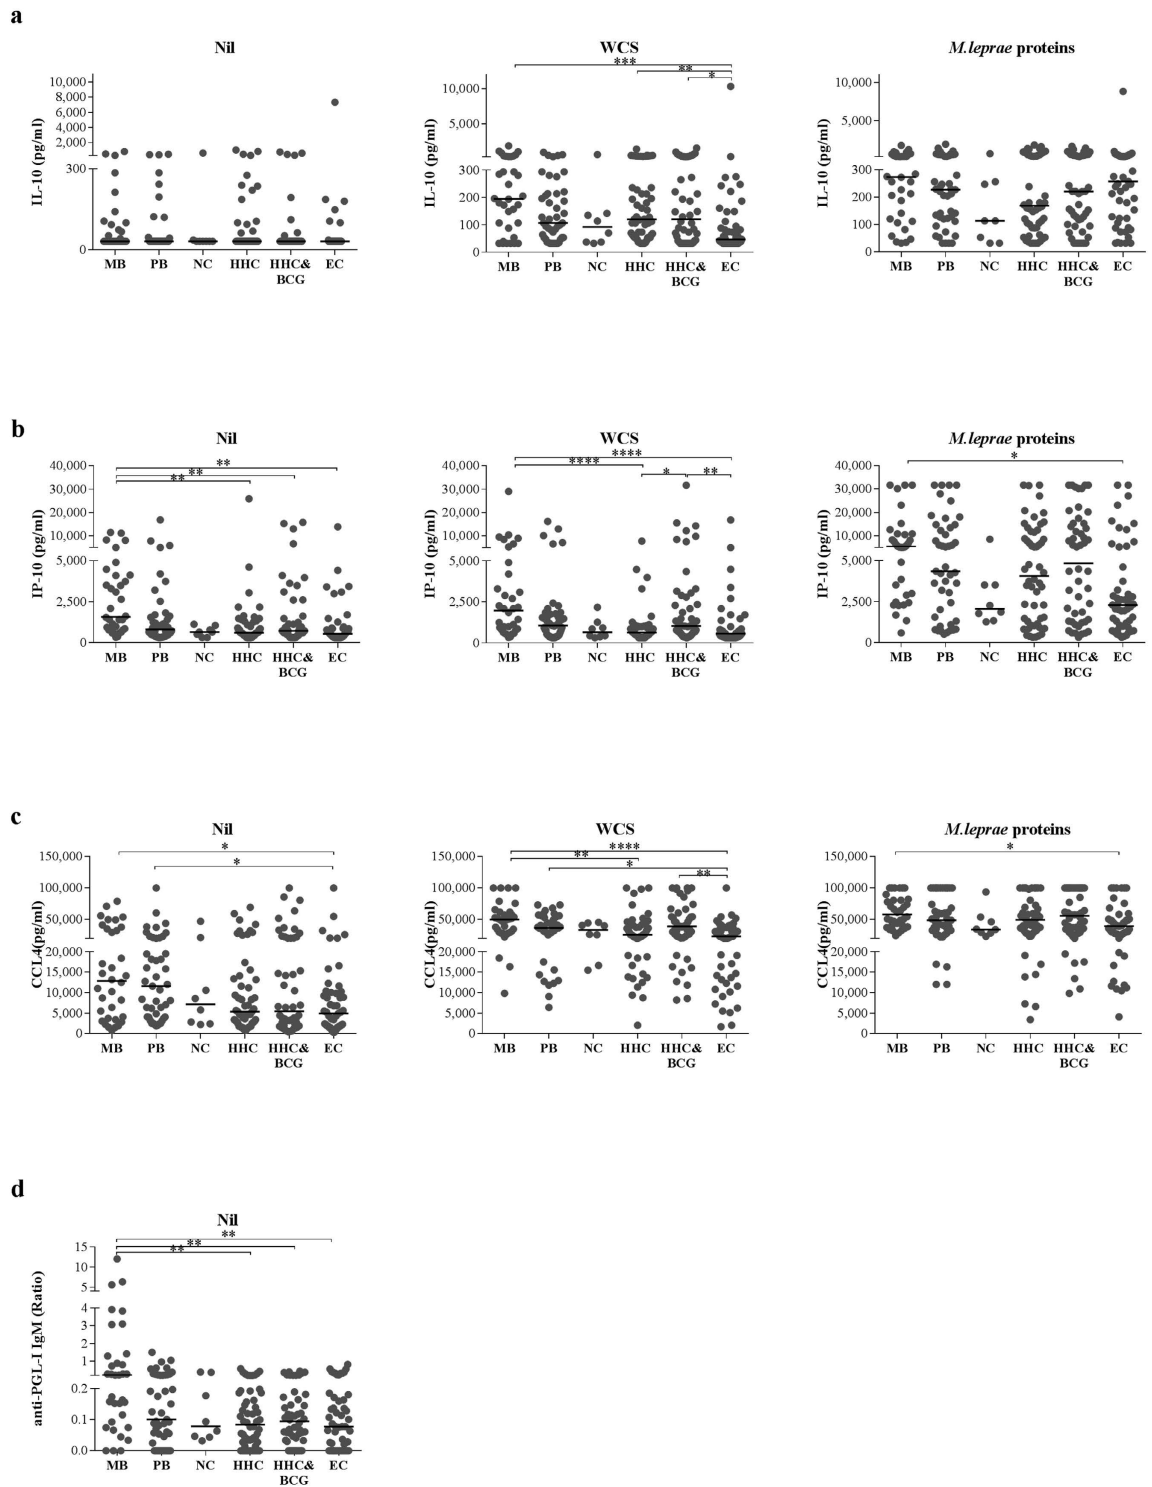 a
Nil
WCS
M.leprae proteins
***
**
*
IL-10 (pg/ml)
10,000
8,000
6,000
4,000
2,000
300
0
MB PB NC HHC HHC& BCG EC
IL-10 (pg/ml)
10,000
5,000
300
200
100
0
MB PB NC HHC HHC& BCG EC
IL-10 (pg/ml)
10,000
5,000
300
200
100
0
MB PB NC HHC HHC& BCG EC
b
Nil
**
**
**
IP-10 (pg/ml)
40,000
30,000
20,000
10,000
5,000
2,500
0
MB PB NC HHC HHC& BCG EC
WCS
****
****
* **
IP-10 (pg/ml)
40,000
30,000
20,000
10,000
5,000
2,500
0
MB PB NC HHC HHC& BCG EC
M.leprae proteins
*
IP-10 (pg/ml)
40,000
30,000
20,000
10,000
5,000
2,500
0
MB PB NC HHC HHC& BCG EC
c
Nil
*
*
CCL4(pg/ml)
150,000
100,000
50,000
20,000
15,000
10,000
5,000
0
MB PB NC HHC HHC& BCG EC
WCS
****
**
*
**
CCL4(pg/ml)
150,000
100,000
50,000
20,000
15,000
10,000
5,000
0
MB PB NC HHC HHC& BCG EC
M.leprae proteins
*
CCL4(pg/ml)
150,000
100,000
50,000
20,000
15,000
10,000
5,000
0
MB PB NC HHC HHC& BCG EC
d
Nil
**
**
**
anti-PGL-I IgM (Ratio)
15
10
5
4
3
2
1
0.2
0.1
0.0
MB PB NC HHC HHC& BCG EC